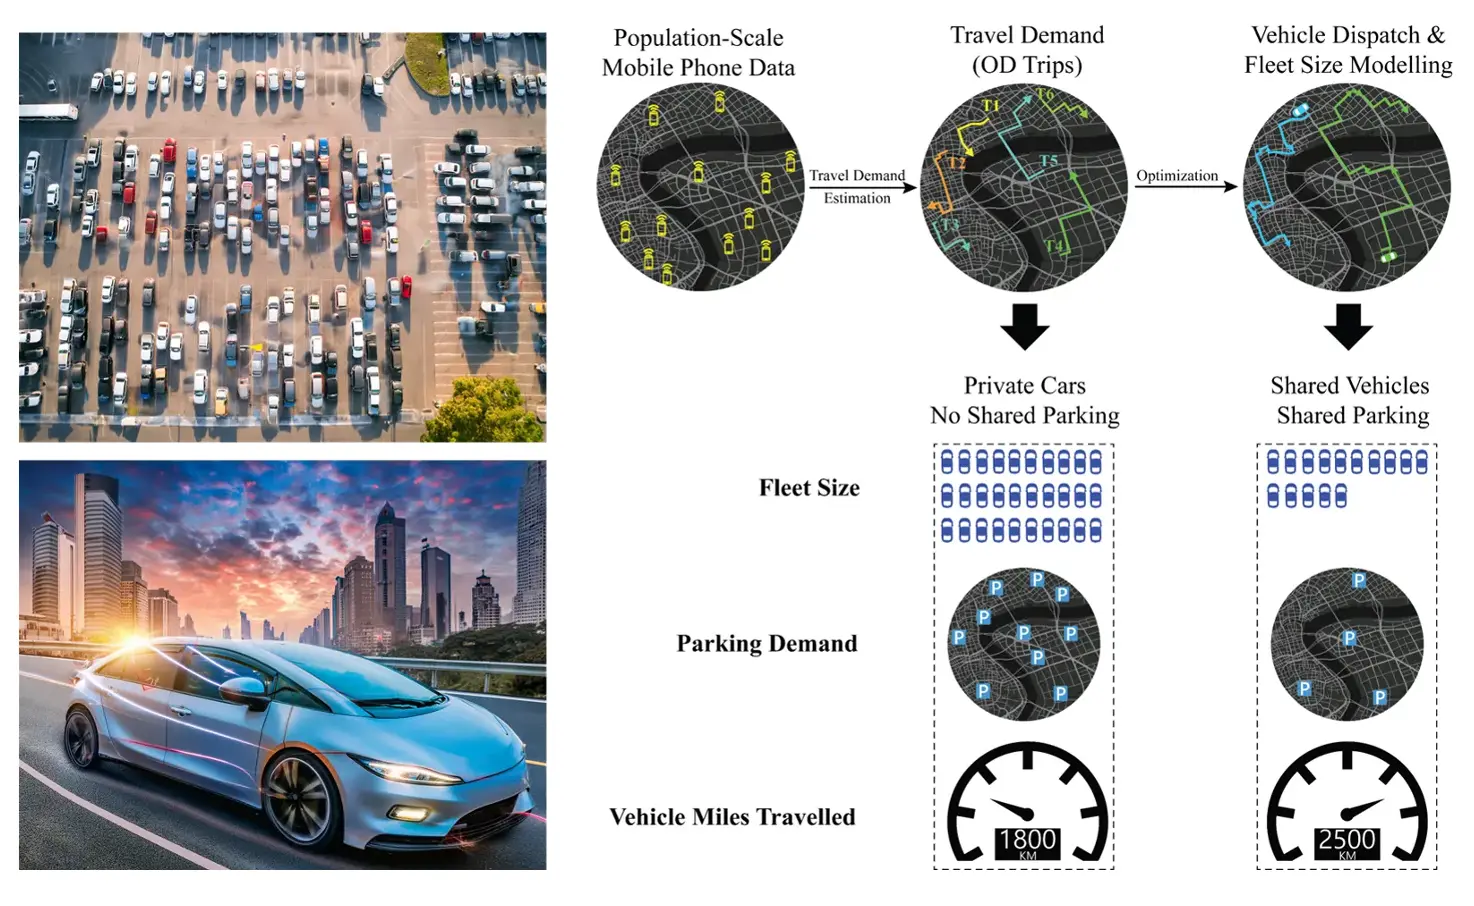 Population-Scale
Mobile Phone Data
Travel Demand
(OD Trips)
Vehicle Dispatch &
Fleet Size Modelling
T1
T6
T2
T5
T3
T4
Travel Demand
Estimation
Optimization
Private Cars
No Shared Parking
Shared Vehicles
Shared Parking
Fleet Size
Parking Demand
P
P
P
P
P
P
P
P
P
P
P
P
P
P
Vehicle Miles Travelled
1800
KM
2500
KM